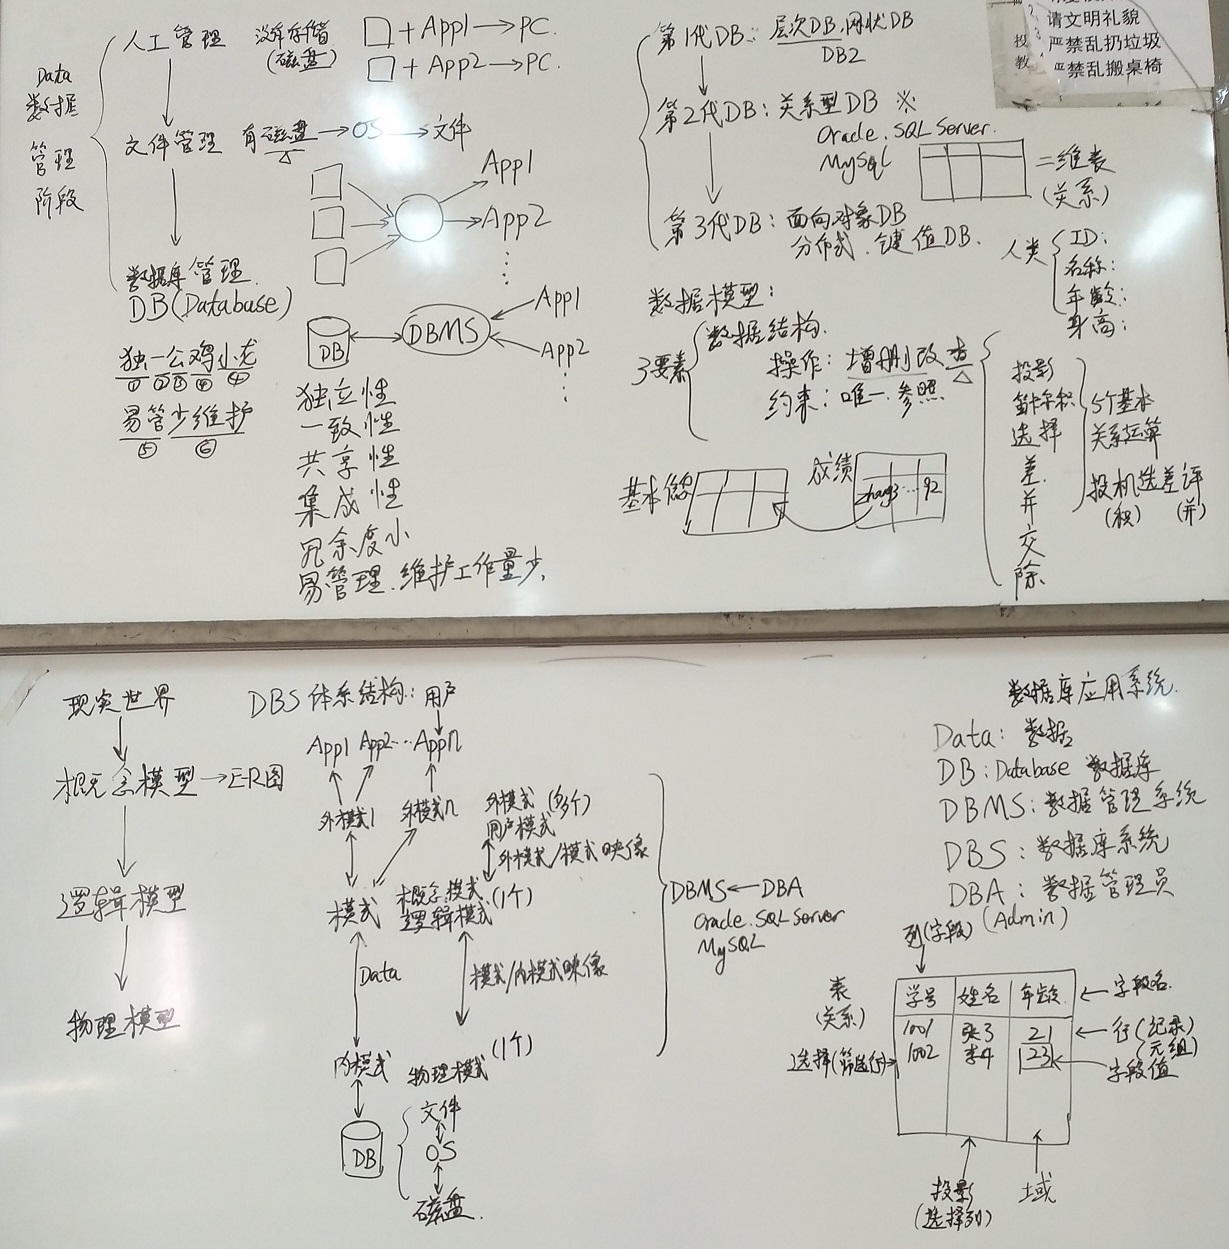 Data
数据
管理
阶段
人工管理
没有存储
(磁盘)
□+App1→PC.
□+App2→PC.
文件管理
有磁盘→OS→文件
App1
App2
数据库管理.
DB(Database)
DB
DBMS
App1
App2
独一公鸡小龙
① ② ③ ④ ④
易管少维护
⑤ ⑥
独立性
一致性
共享性
集成性
冗余度小
易管理.维护工作量少.
第1代DB: 层次DB.网状DB
DB2
第2代DB: 关系型DB ※
Oracle.SQL Server.
MySql
二维表
(关系)
第3代DB: 面向对象DB
分布式.键值DB.
人类
ID:
名称:
年龄:
身高:
数据模型:
3要素
数据结构.
操作: 增删改查
约束: 唯一.参照
投影
笛卡尔积
选择
差.
并
交
除.
5个基本
关系运算
投机选差评
(积) (并)
基本
成绩
zhang3 … 92
请文明礼貌
严禁乱扔垃圾
严禁乱搬桌椅
投
教
现实世界
概念模型→E-R图
逻辑模型
物理模型
DBS体系结构: 用户
App1 App2… Appn
外模式1 外模式n
外模式 (多个)
用户模式
外模式/模式映像
模式
概念模式
逻辑模式
(1个)
Data
模式/内模式映像
内模式
物理模式
(1个)
DB
文件
OS
磁盘.
DBMS←DBA
Oracle.SQL Server
MySQL
数据库应用系统.
Data: 数据
DB: Database 数据库
DBMS: 数据管理系统
DBS: 数据库系统
DBA: 数据管理员
(Admin)
列(字段)
表
(关系)
学号 姓名 年龄 ←字段名.
1001 张3 21 ←行(记录)
(元组)
选择(筛选行) 1002 李4 23
字段值
投影
(选择列)
域